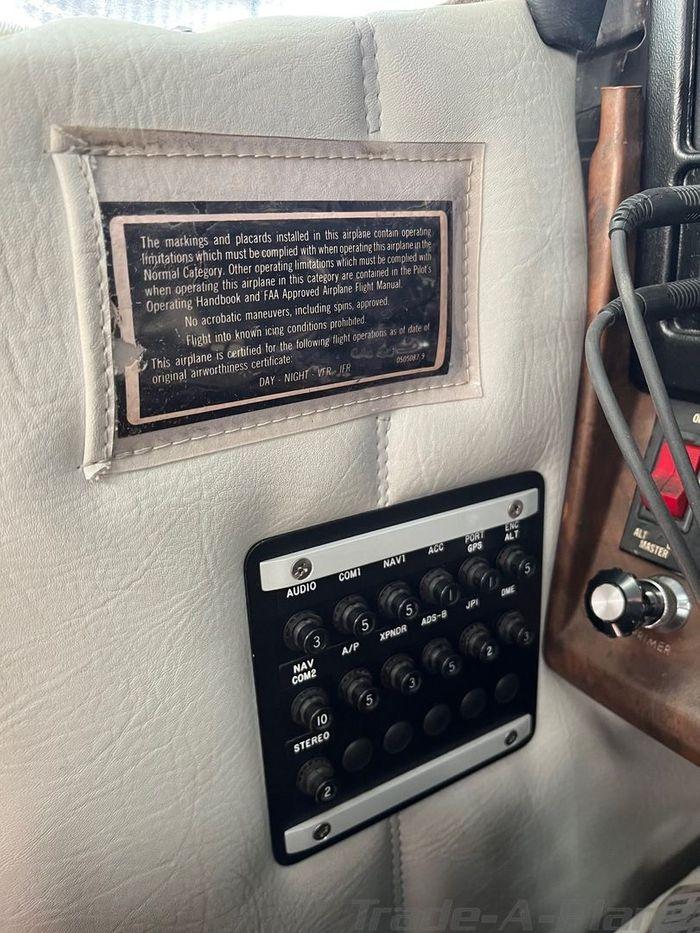 The markings and placards installed in this airplane contain operating
limitations which must be complied with when operating this airplane in the
Normal Category. Other operating limitations which must be complied with
when operating this airplane in this category are contained in the Pilot's
Operating Handbook and FAA Approved Airplane Flight Manual.
No acrobatic maneuvers, including spins, approved.
Flight into known icing conditions prohibited.
This airplane is certified for the following flight operations as of date of
original airworthiness certificate:
DAY - NIGHT - VFR - IFR
0505087-9
AUDIO COM1 NAV1 ACC PORT GPS ENC ALT
3 5 5 1 1 5
NAV COM2 A/P XPNDR ADS-B JPI DME
10 5 3 5 2 3
STEREO
2
ALT
MASTER
Trade-A-Plane